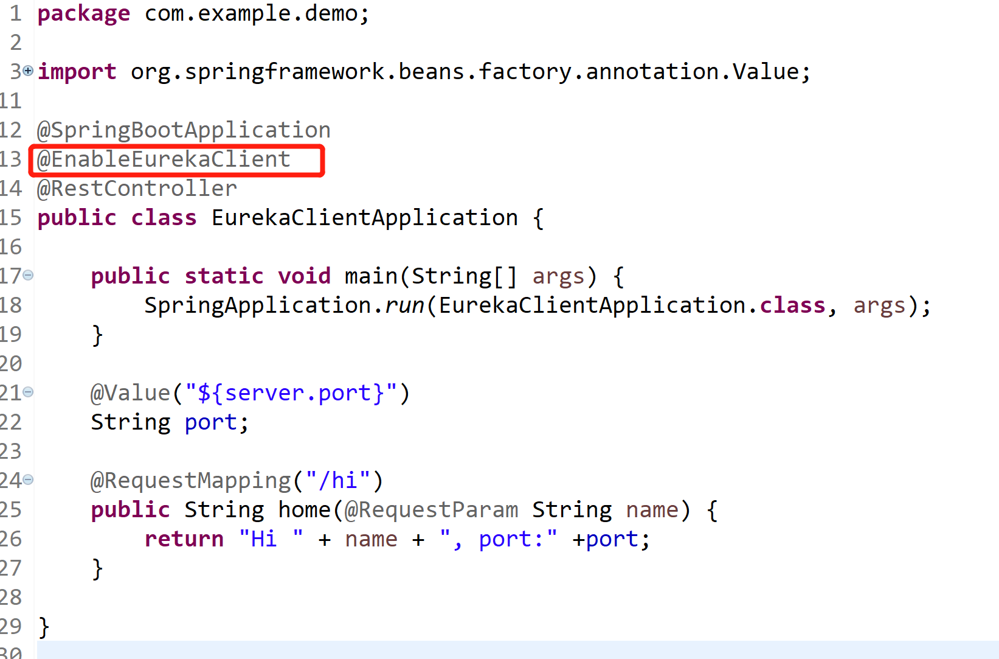 1 package com.example.demo;
2
3 import org.springframework.beans.factory.annotation.Value;
11
12 @SpringBootApplication
13 @EnableEurekaClient
14 @RestController
15 public class EurekaClientApplication {
16
17 public static void main(String[] args) {
18 SpringApplication.run(EurekaClientApplication.class, args);
19 }
20
21 @Value("${server.port}")
22 String port;
23
24 @RequestMapping("/hi")
25 public String home(@RequestParam String name) {
26 return "Hi " + name + ", port:" +port;
27 }
28
29 }
30